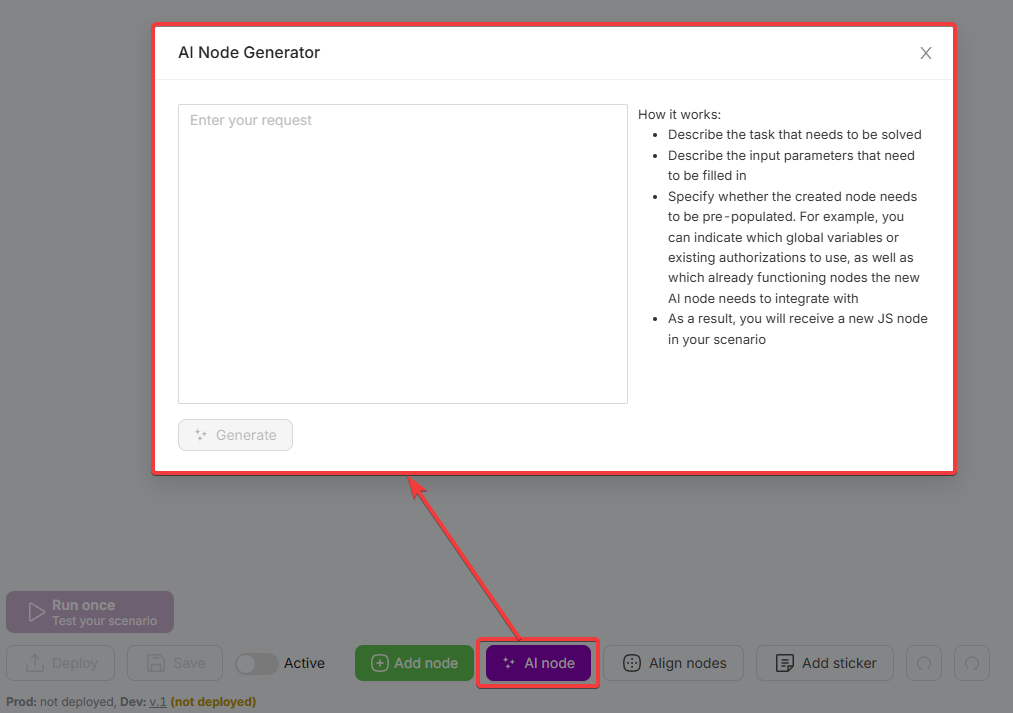 AI Node Generator
Enter your request
How it works:
Describe the task that needs to be solved
Describe the input parameters that need
to be filled in
Specify whether the created node needs
to be pre-populated. For example, you
can indicate which global variables or
existing authorizations to use, as well as
which already functioning nodes the new
AI node needs to integrate with
As a result, you will receive a new JS node
in your scenario
Generate
Run once
Test your scenario
Deploy
Save
Active
Add node
AI node
Align nodes
Add sticker
Prod: not deployed, Dev: v.1 (not deployed)